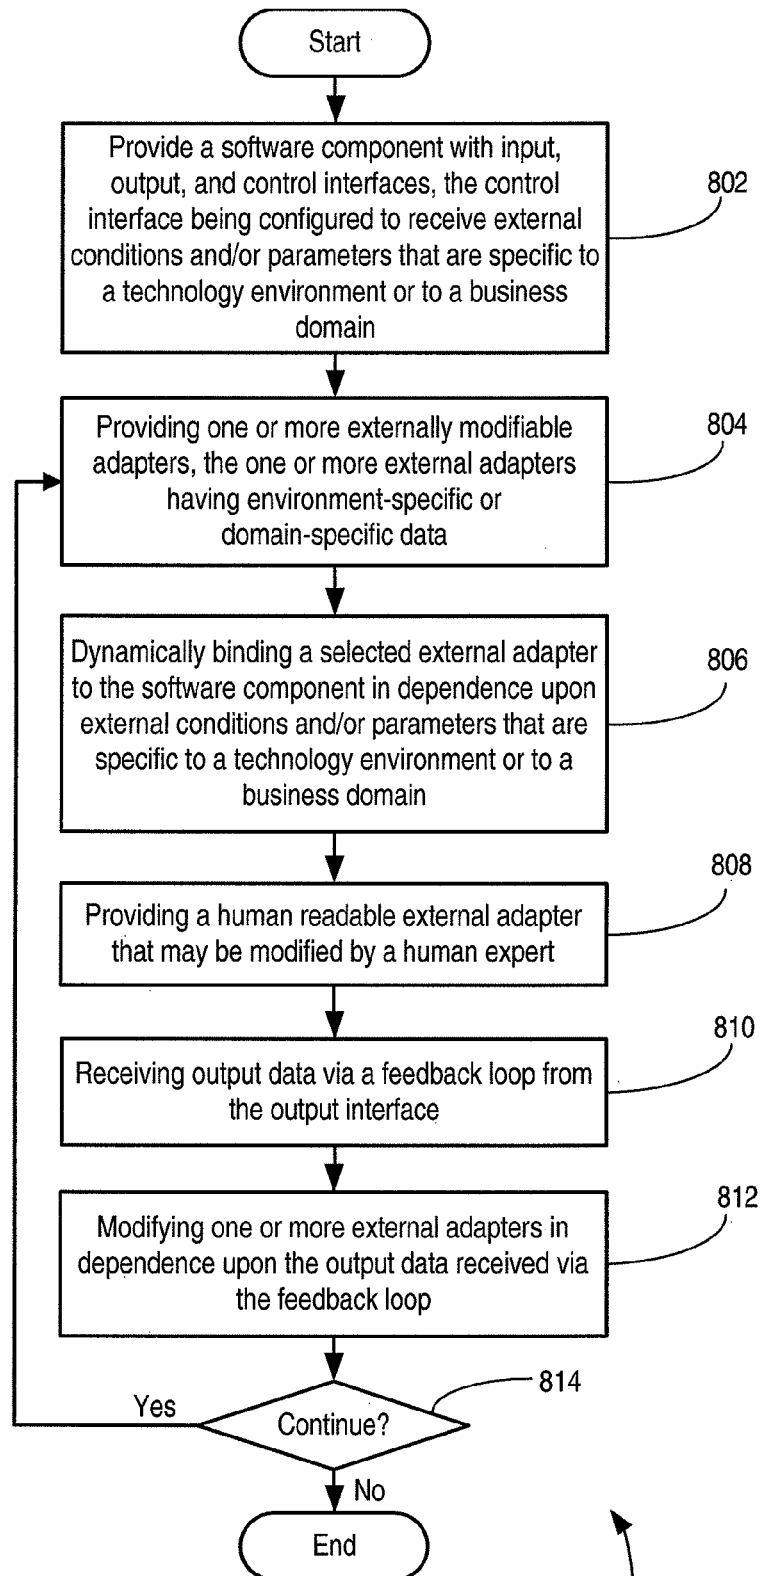 Start
Provide a software component with input,
output, and control interfaces, the control
interface being configured to receive external
conditions and/or parameters that are specific to
a technology environment or to a business
domain
802
Providing one or more externally modifiable
adapters, the one or more external adapters
having environment-specific or
domain-specific data
804
Dynamically binding a selected external adapter
to the software component in dependence upon
external conditions and/or parameters that are
specific to a technology environment or to a
business domain
806
Providing a human readable external adapter
that may be modified by a human expert
808
Receiving output data via a feedback loop from
the output interface
810
Modifying one or more external adapters in
dependence upon the output data received via
the feedback loop
812
Continue?
814
Yes
No
End